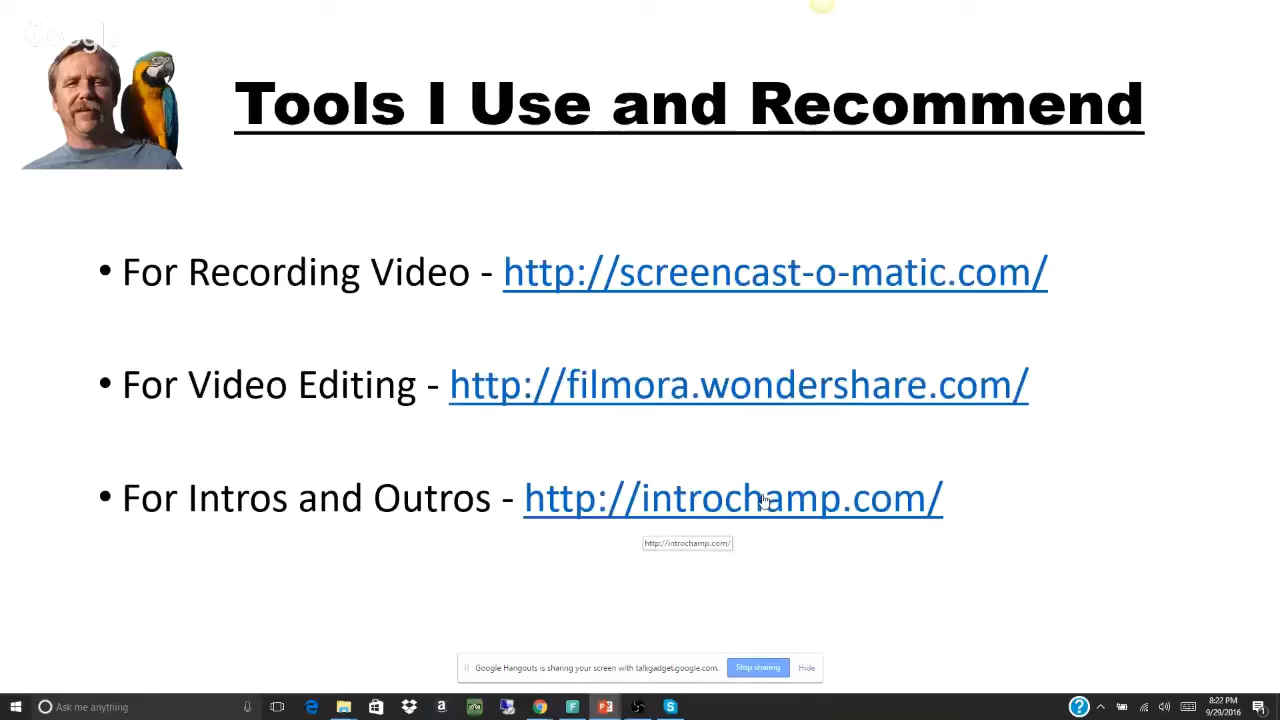 Google
Tools I Use and Recommend
• For Recording Video - http://screencast-o-matic.com/
• For Video Editing - http://filmora.wondershare.com/
• For Intros and Outros - http://introchamp.com/
http://introchamp.com/
Google Hangouts is sharing your screen with talkgadget.google.com. Stop sharing Hide
Ask me anything
8:22 PM
9/29/2016